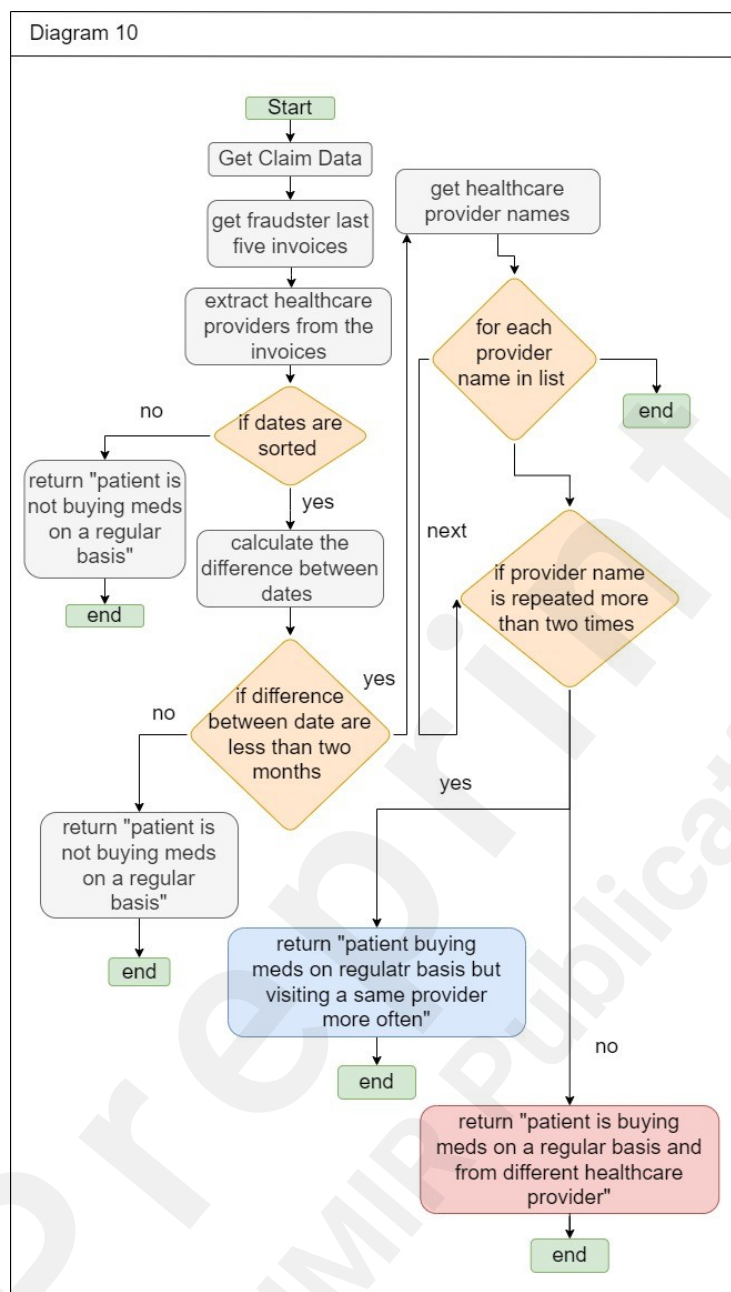 Diagram 10
Start
Get Claim Data
get fraudster last
five invoices
extract healthcare
providers from the
invoices
if dates are
sorted
no
return "patient is
not buying meds
on a regular
basis"
end
yes
calculate the
difference between
dates
if difference
between date are
less than two
months
no
return "patient is
not buying meds
on a regular
basis"
end
yes
get healthcare
provider names
for each
provider
name in list
end
next
if provider name
is repeated more
than two times
yes
return "patient buying
meds on regulatr basis but
visiting a same provider
more often"
end
no
return "patient is buying
meds on a regular basis and
from different healthcare
provider"
end
Preprint
JMIR Publicati